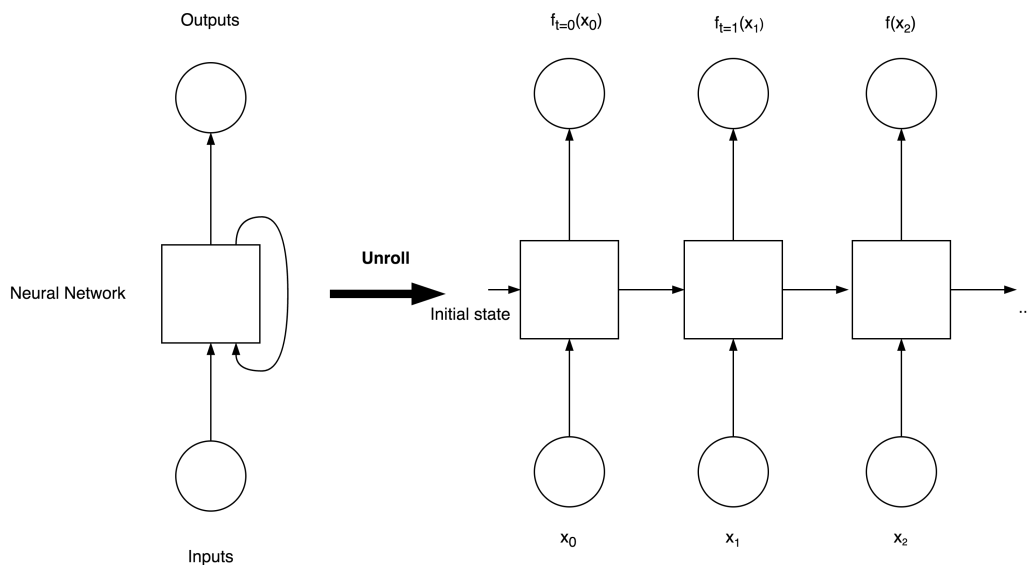 Outputs
f_{t=0}(x_0)
f_{t=1}(x_1)
f(x_2)
Neural Network
Unroll
Initial state
..
Inputs
x_0
x_1
x_2